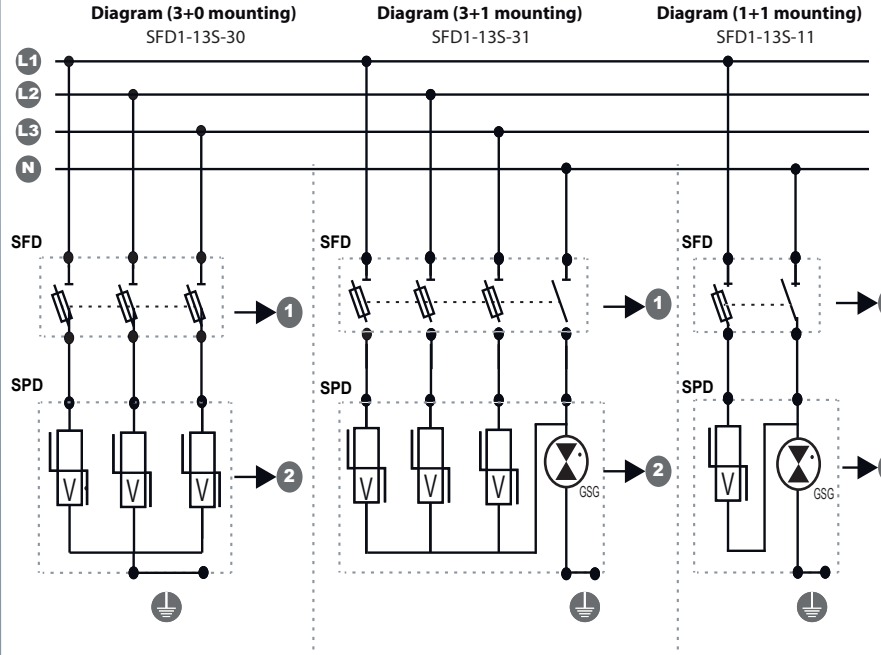 Diagram (3+0 mounting)
SFD1-13S-30
Diagram (3+1 mounting)
SFD1-13S-31
Diagram (1+1 mounting)
SFD1-13S-11
L1
L2
L3
N
SFD
1
SFD
1
SFD
SPD
V
V
V
2
SPD
V
V
V
GSG
2
SPD
V
GSG